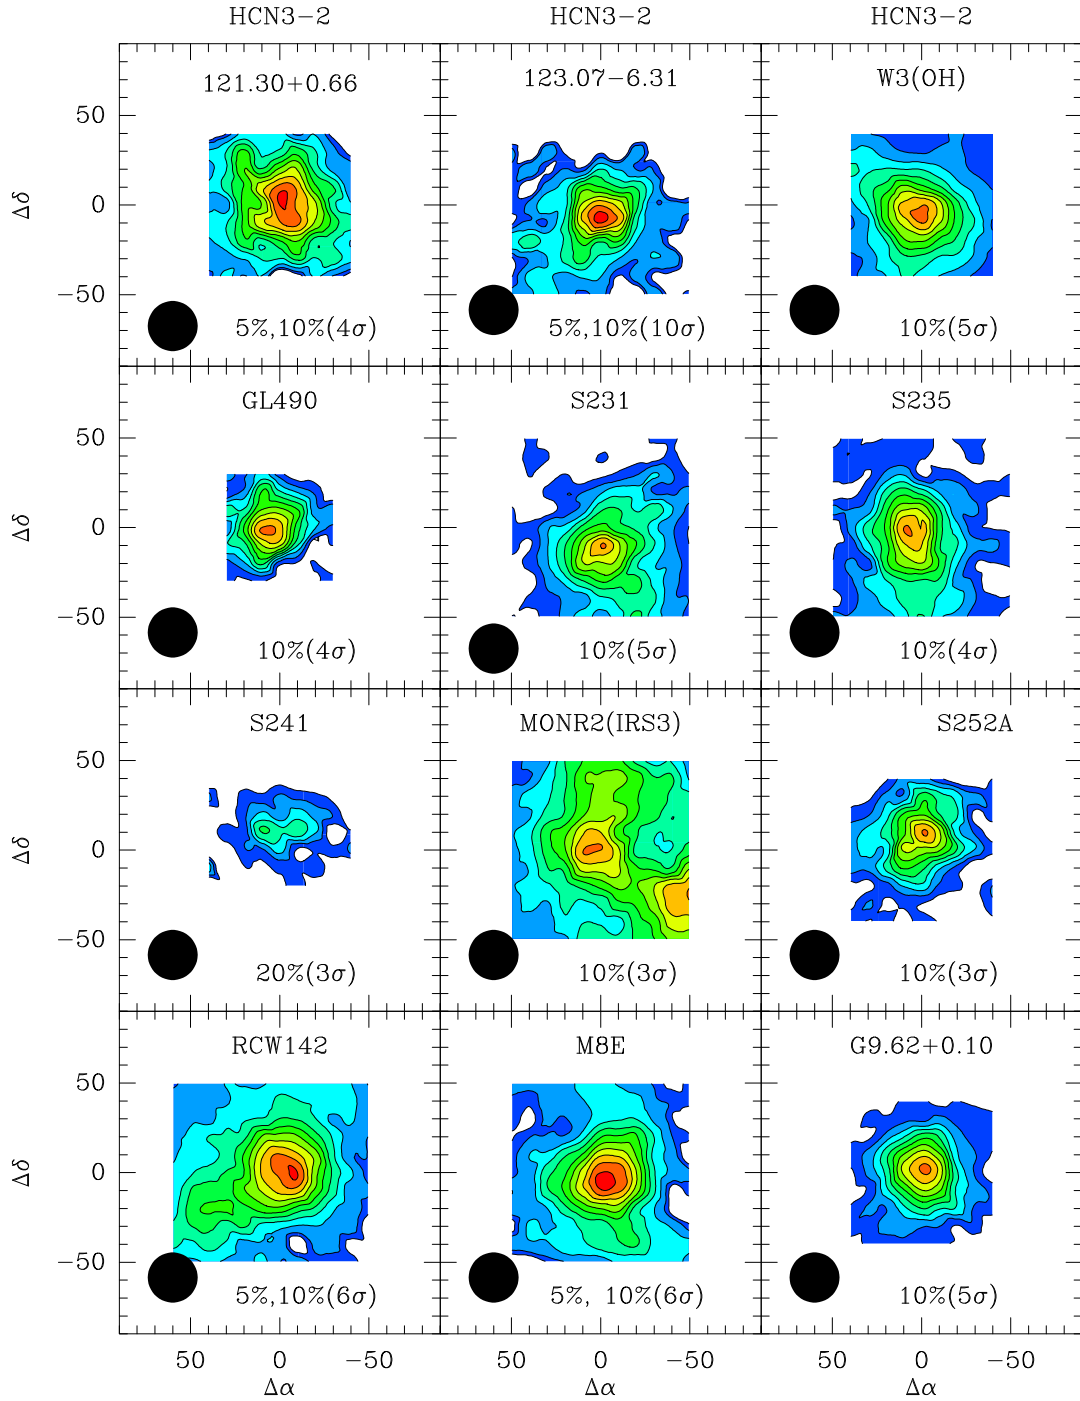 HCN3−2 HCN3−2 HCN3−2
121.30+0.66 123.07−6.31 W3(OH)
50
Δδ 0
−50
5%,10%(4σ) 5%,10%(10σ) 10%(5σ)
GL490 S231 S235
50
Δδ 0
−50
10%(4σ) 10%(5σ) 10%(4σ)
S241 MONR2(IRS3) S252A
50
Δδ 0
−50
20%(3σ) 10%(3σ) 10%(3σ)
RCW142 M8E G9.62+0.10
50
Δδ 0
−50
5%,10%(6σ) 5%, 10%(6σ) 10%(5σ)
50 0 −50 50 0 −50 50 0 −50
Δα Δα Δα